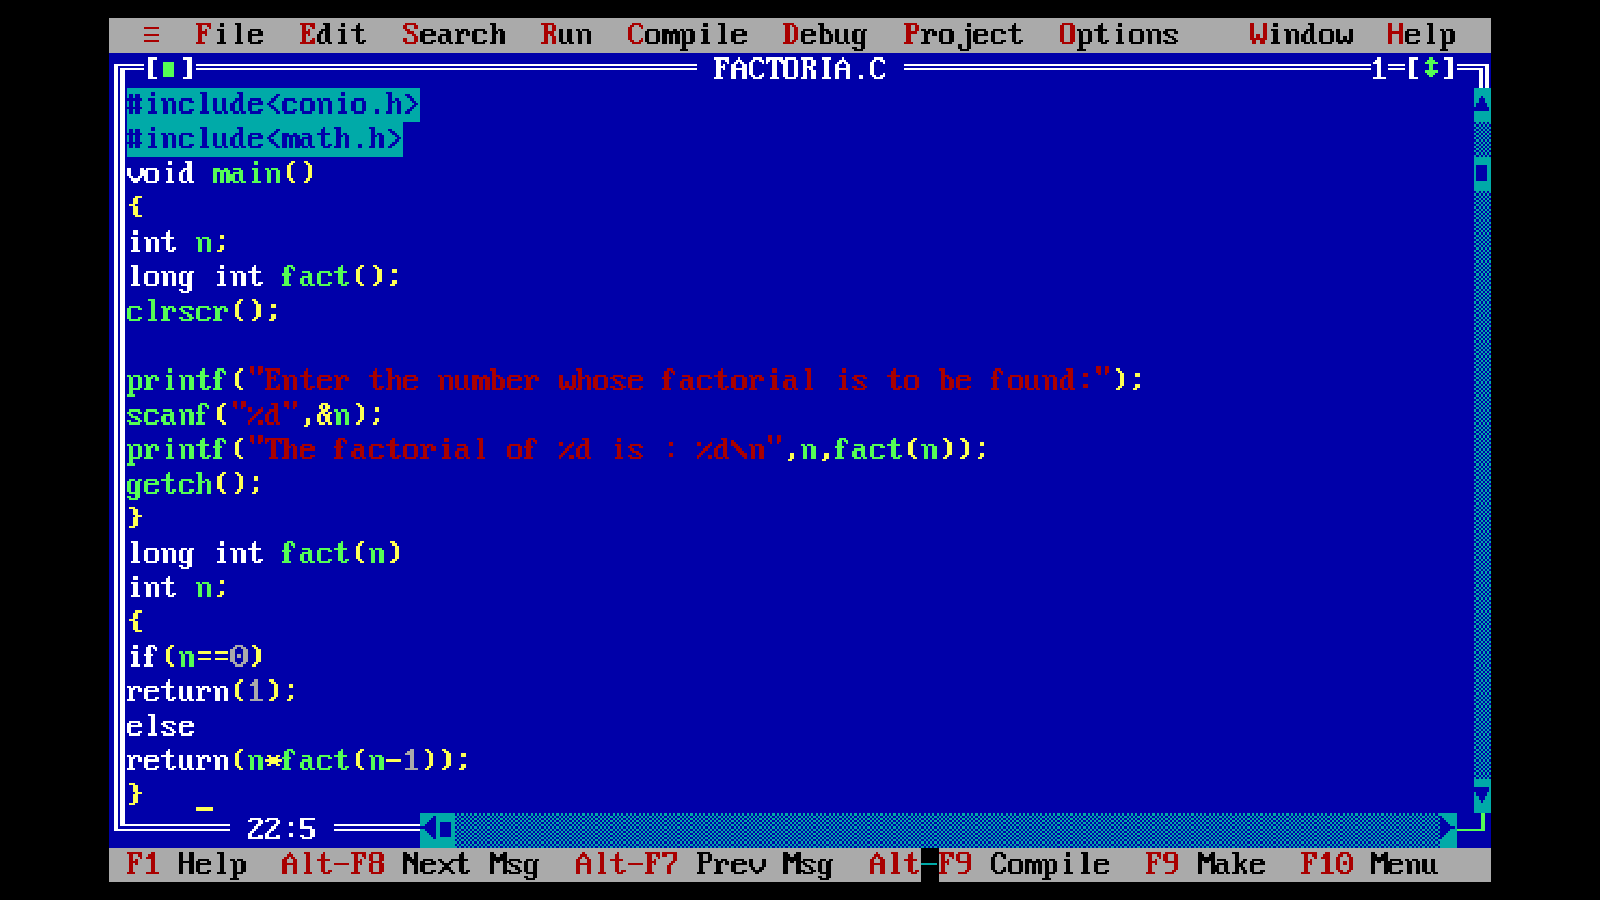 ≡ File Edit Search Run Compile Debug Project Options Window Help
[■] FACTORIA.C 1=[↕]
#include<conio.h>
#include<math.h>
void main()
{
int n;
long int fact();
clrscr();
printf("Enter the number whose factorial is to be found:");
scanf("%d",&n);
printf("The factorial of %d is : %d\n",n,fact(n));
getch();
}
long int fact(n)
int n;
{
if(n==0)
return(1);
else
return(n*fact(n-1));
}
22:5
F1 Help Alt-F8 Next Msg Alt-F7 Prev Msg Alt-F9 Compile F9 Make F10 Menu